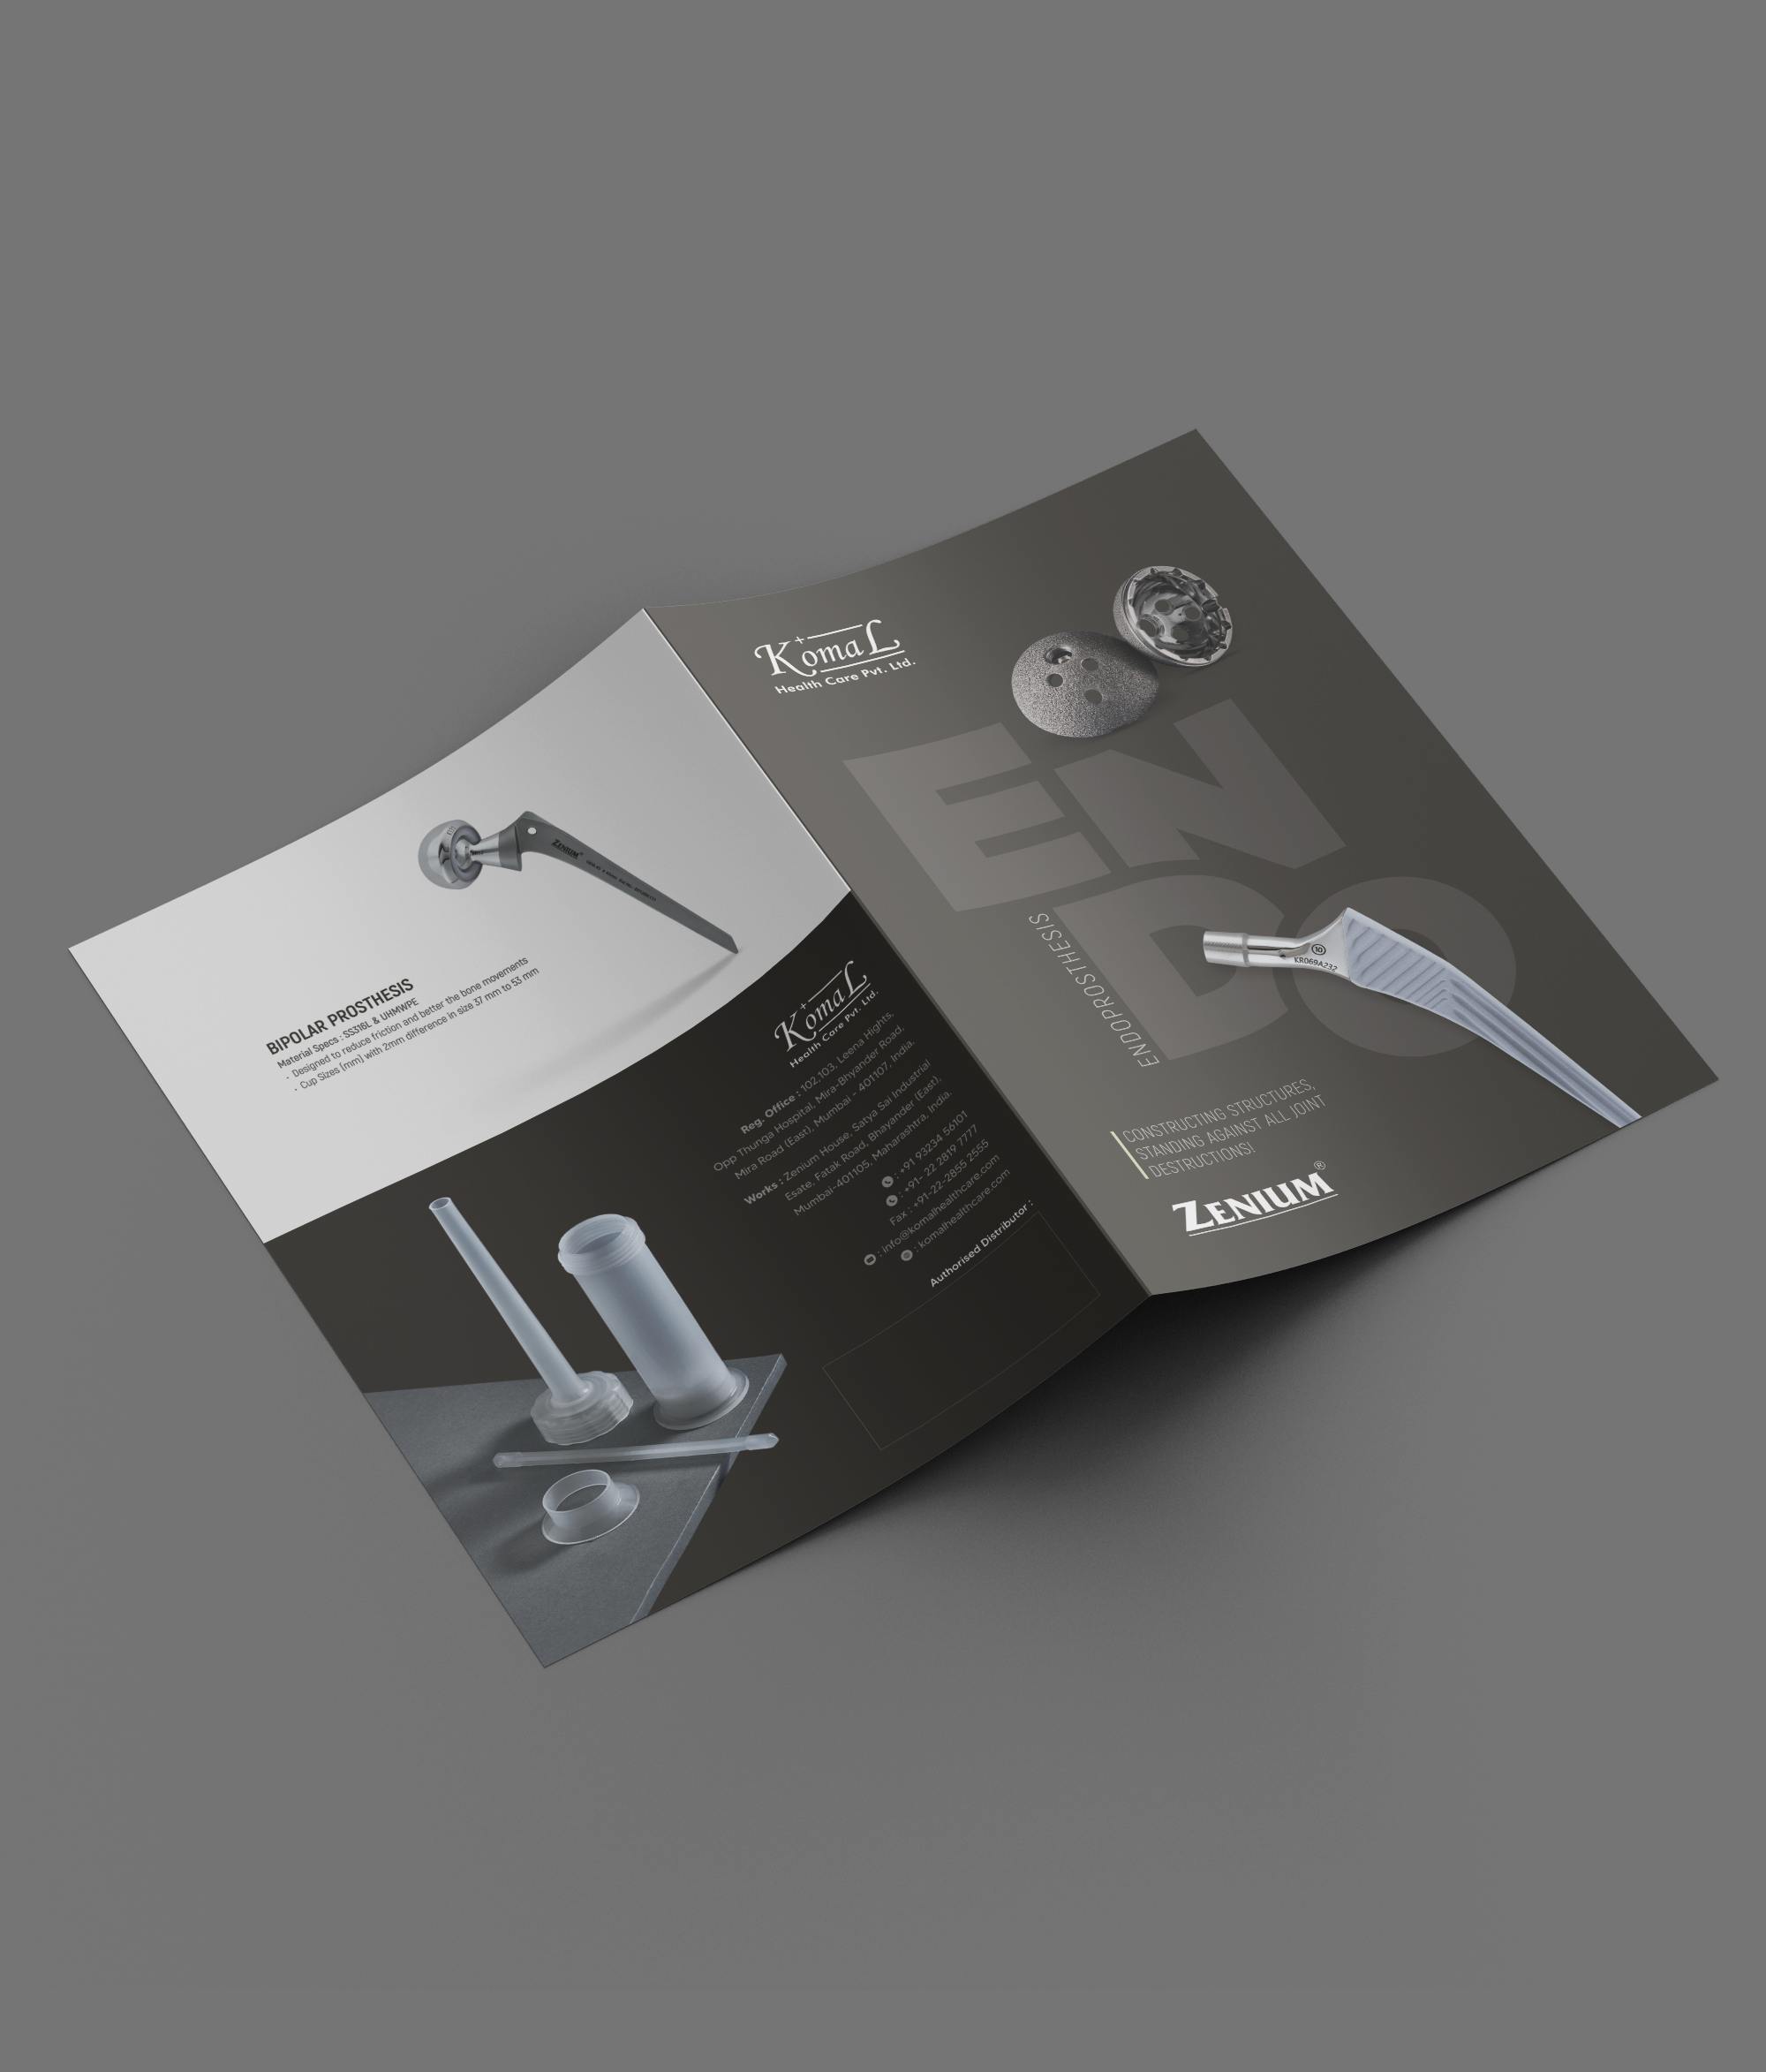 BIPOLAR PROSTHESIS
Material Specs : SS316L & UHMWPE
- Designed to reduce friction and better the bone movements
- Cup Sizes (mm) with 2mm difference in size 37 mm to 53 mm
ZENIUM
KomaL
Health Care Pvt. Ltd.
Reg. Office : 102,103, Leena Hights,
Opp Thunga Hospital, Mira-Bhyander Road,
Mira Road (East), Mumbai - 401107, India.
Works : Zenium House, Satya Sai Industrial
Esate, Fatak Road, Bhayander (East),
Mumbai-401105, Maharashtra, India.
: +91 93234 56101
: +91- 22 2819 7777
Fax : +91-22-2855 2555
: info@komalhealthcare.com
: komalhealthcare.com
Authorised Distributor :
KomaL
Health Care Pvt. Ltd.
EN
DO
ENDOPROSTHESIS
10
KR069A232
CONSTRUCTING STRUCTURES,
STANDING AGAINST ALL JOINT
DESTRUCTIONS!
ZENIUM®